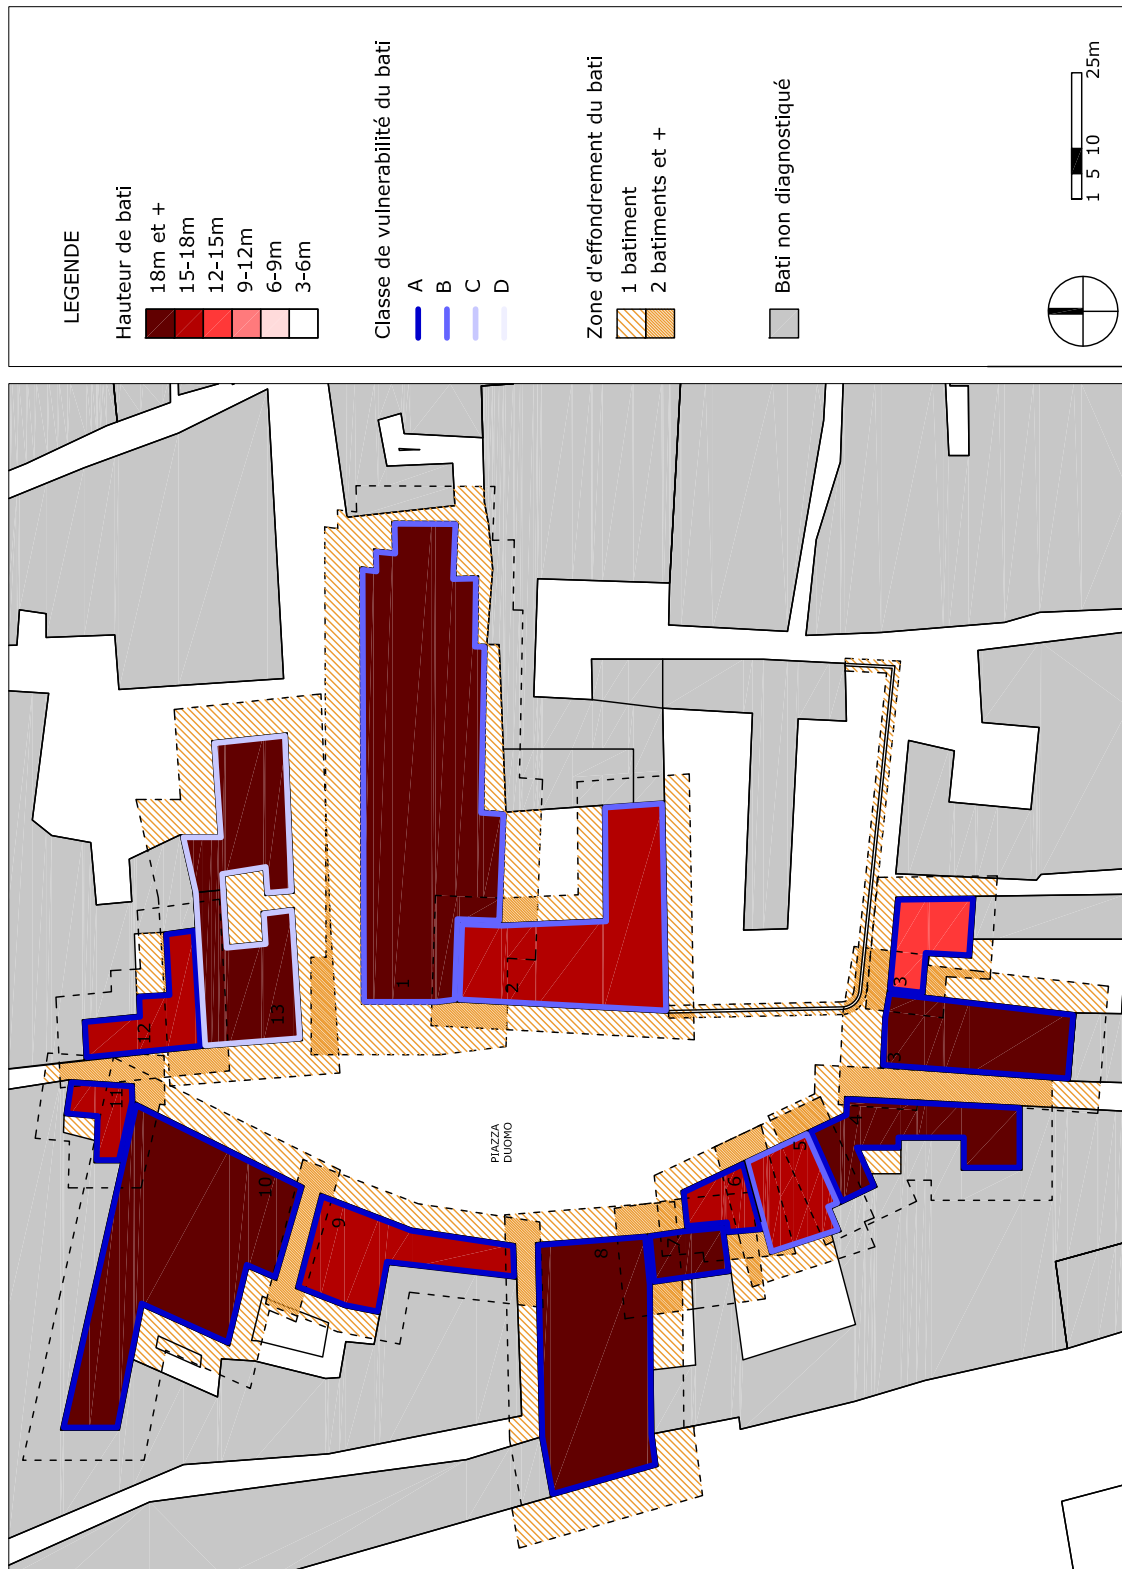 LEGENDE
Hauteur de bati
18m et +
15-18m
12-15m
9-12m
6-9m
3-6m
Classe de vulnerabilité du bati
A
B
C
D
Zone d'effondrement du bati
1 batiment
2 batiments et +
Bati non diagnostiqué
1 5 10 25m
PIAZZA
DUOMO
1
2
3
3
4
5
6
7
8
9
10
11
12
13